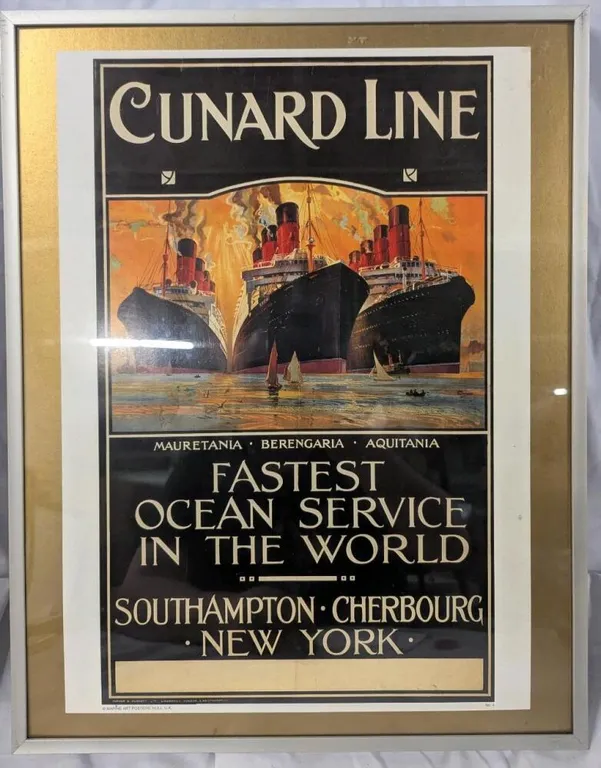 CUNARD LINE
MAURETANIA · BERENGARIA · AQUITANIA
FASTEST
OCEAN SERVICE
IN THE WORLD
SOUTHAMPTON · CHERBOURG
· NEW YORK ·